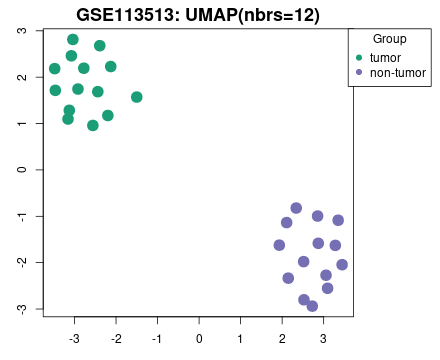 GSE113513: UMAP(nbrs=12)
Group
tumor
non-tumor
3
2
1
0
-1
-2
-3
-3 -2 -1 0 1 2 3